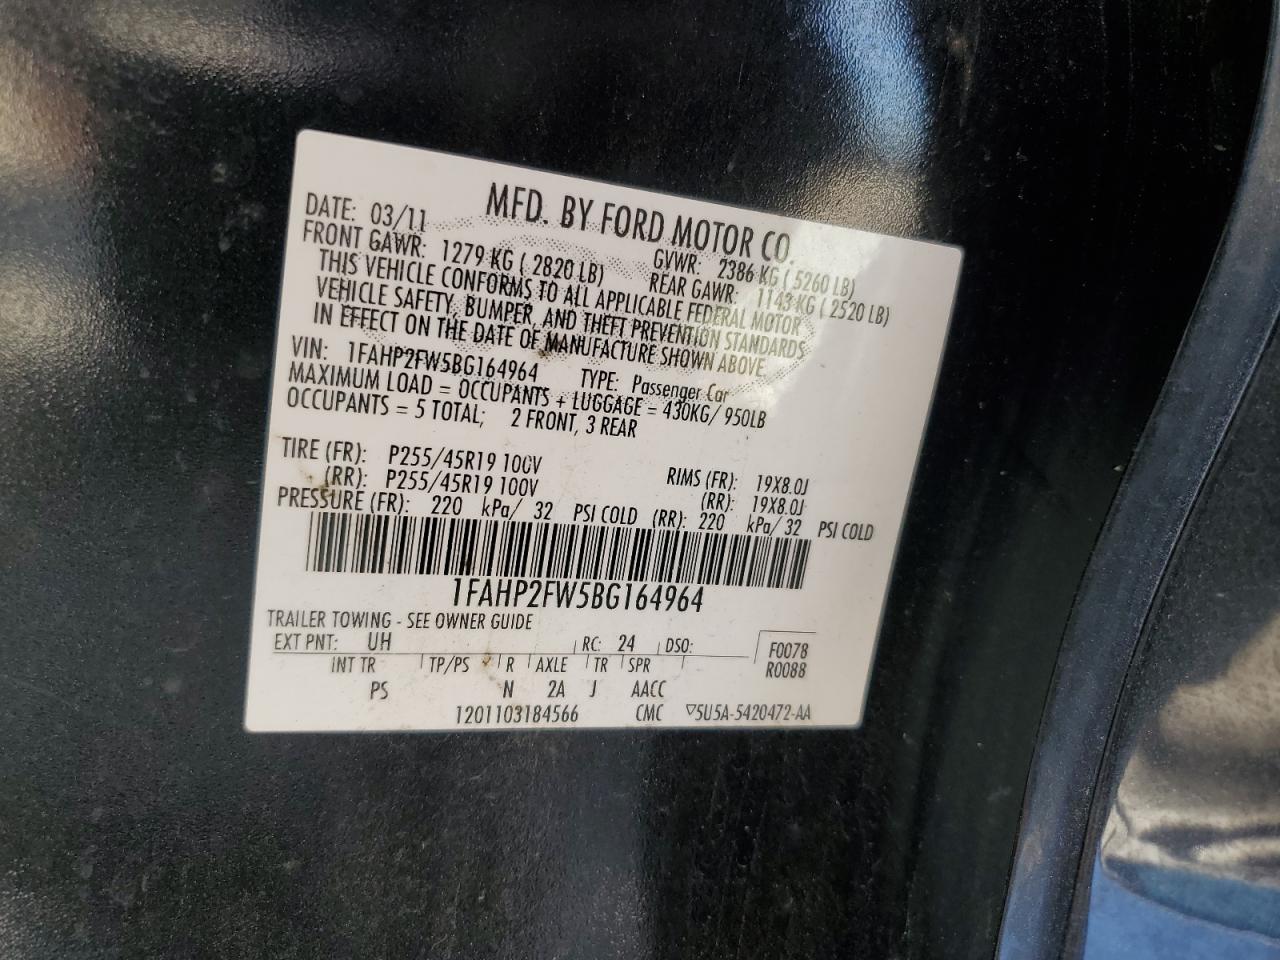 MFD. BY FORD MOTOR CO.
DATE: 03/11 GVWR: 2386 KG ( 5260 LB)
FRONT GAWR: 1279 KG ( 2820 LB) REAR GAWR: 1143 KG ( 2520 LB)
THIS VEHICLE CONFORMS TO ALL APPLICABLE FEDERAL MOTOR
VEHICLE SAFETY, BUMPER, AND THEFT PREVENTION STANDARDS
IN EFFECT ON THE DATE OF MANUFACTURE SHOWN ABOVE.
VIN: 1FAHP2FW5BG164964 TYPE: Passenger Car
MAXIMUM LOAD = OCCUPANTS + LUGGAGE = 430KG/ 950LB
OCCUPANTS = 5 TOTAL; 2 FRONT, 3 REAR
TIRE (FR): P255/45R19 100V RIMS (FR): 19X8.0J
(RR): P255/45R19 100V (RR): 19X8.0J
PRESSURE (FR): 220 kPa/ 32 PSI COLD (RR): 220 kPa/ 32 PSI COLD
1FAHP2FW5BG164964
TRAILER TOWING - SEE OWNER GUIDE
EXT PNT: UH RC: 24 DSO: F0078
R0088
INT TR TP/PS R AXLE TR SPR
PS N 2A J AACC
1201103184566 CMC ▽5U5A-5420472-AA